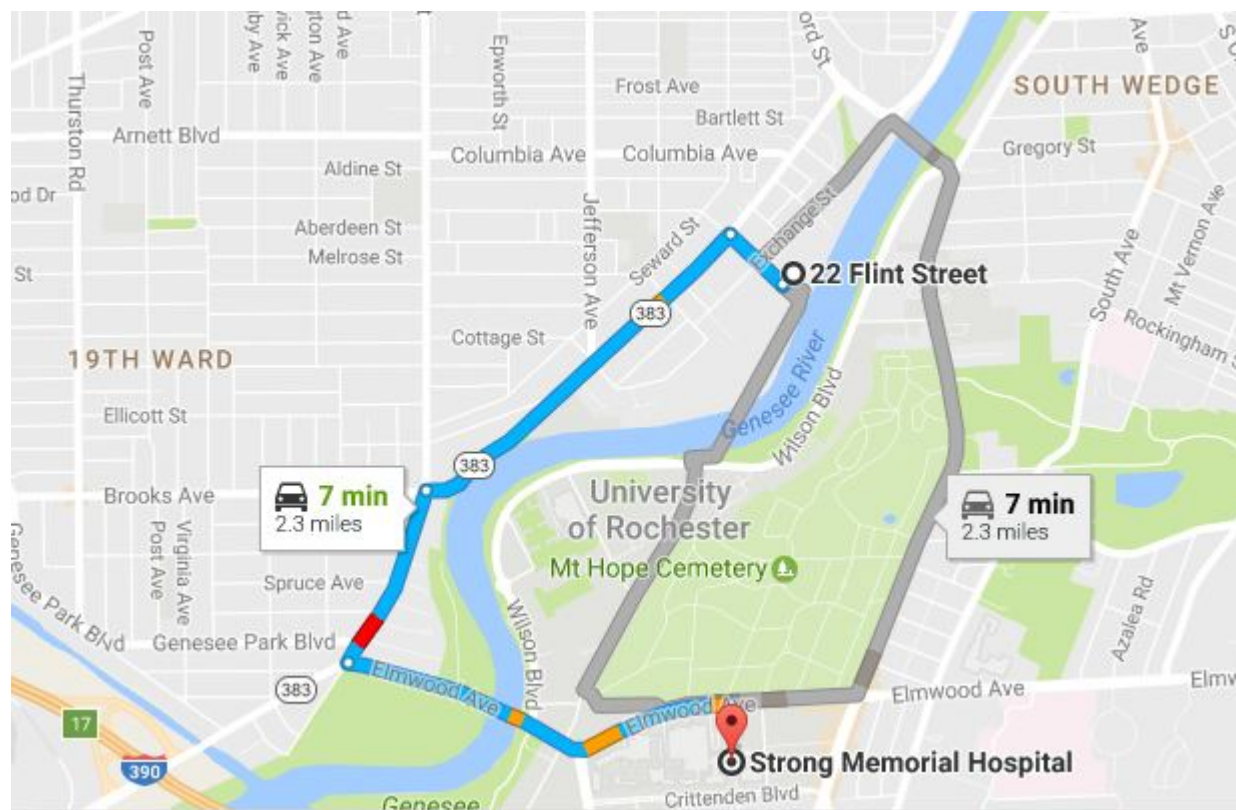 Post Ave
Thurston Rd
Arnett Blvd
Epworth St
Frost Ave
Bartlett St
Columbia Ave
Columbia Ave
Aldine St
Aberdeen St
Melrose St
St
Jefferson Ave
Seward St
Exchange St
22 Flint Street
SOUTH WEDGE
Ave
Gregory St
South Ave
Mt Vernon Ave
Rockingham
383
Cottage St
19TH WARD
Ellicott St
383
Genesee River
Wilson Blvd
7 min
2.3 miles
Brooks Ave
Virginia Ave
Post Ave
University
of Rochester
Mt Hope Cemetery
7 min
2.3 miles
Spruce Ave
Genesee Park Blvd
Genesee Park Blvd
Wilson Blvd
Azalea Rd
383
Elmwood Ave
Elmwood Ave
Elmwood Ave
17
390
Strong Memorial Hospital
Crittenden Blvd
Genesee